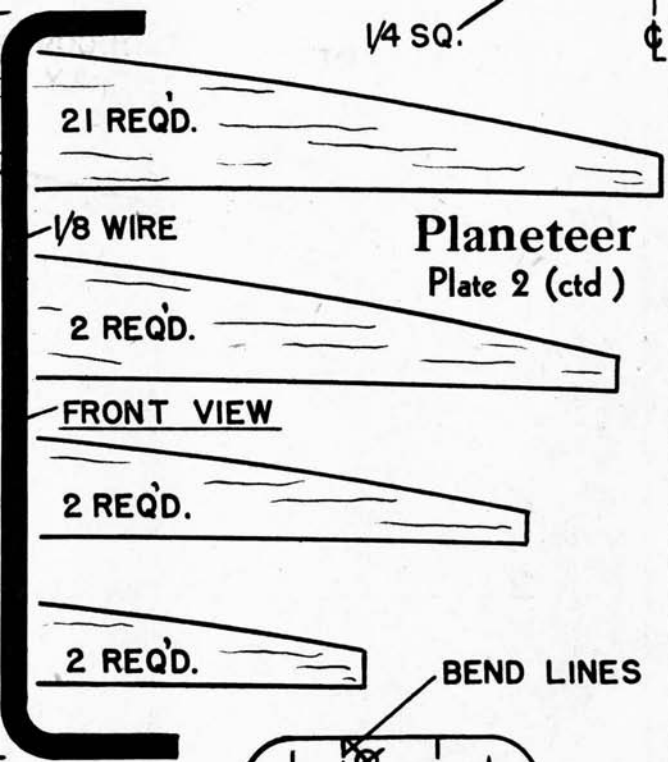 1/4 SQ.
℄
21 REQ'D.
1/8 WIRE
Planeteer
Plate 2 (ctd)
2 REQ'D.
FRONT VIEW
2 REQ'D.
2 REQ'D.
BEND LINES